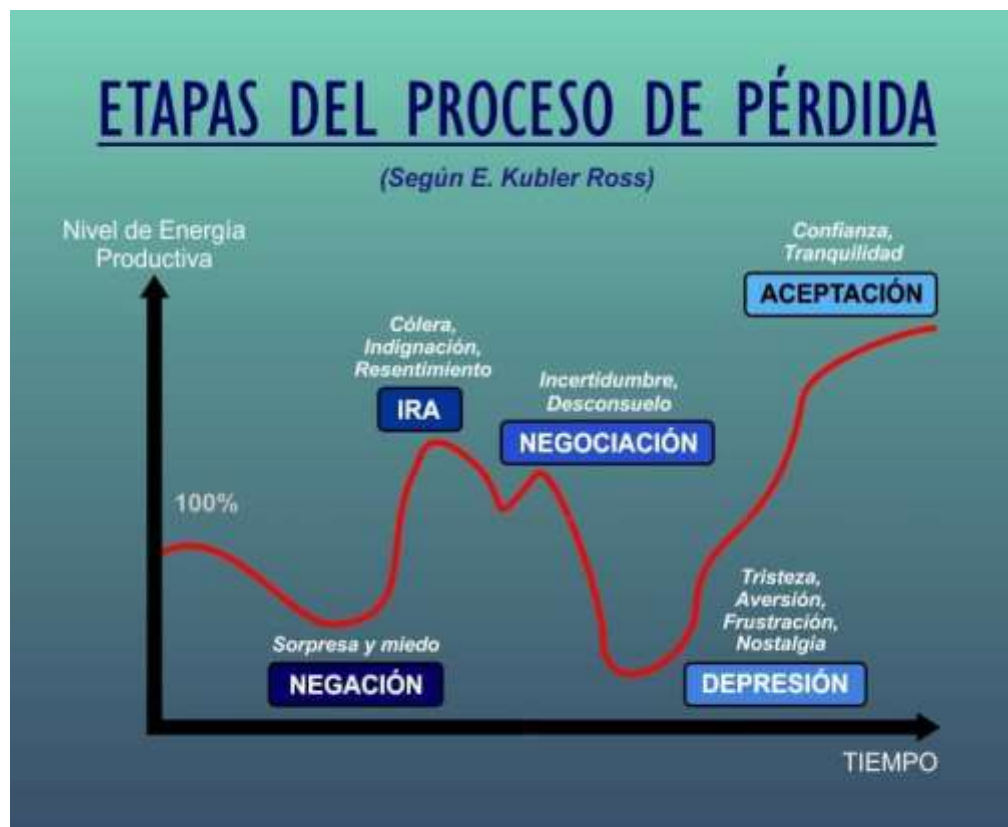 ETAPAS DEL PROCESO DE PÉRDIDA
(Según E. Kubler Ross)
Nivel de Energía
Productiva
Confianza,
Tranquilidad
ACEPTACIÓN
Cólera,
Indignación,
Resentimiento
IRA
Incertidumbre,
Desconsuelo
NEGOCIACIÓN
100%
Sorpresa y miedo
NEGACIÓN
Tristeza,
Aversión,
Frustración,
Nostalgia
DEPRESIÓN
TIEMPO